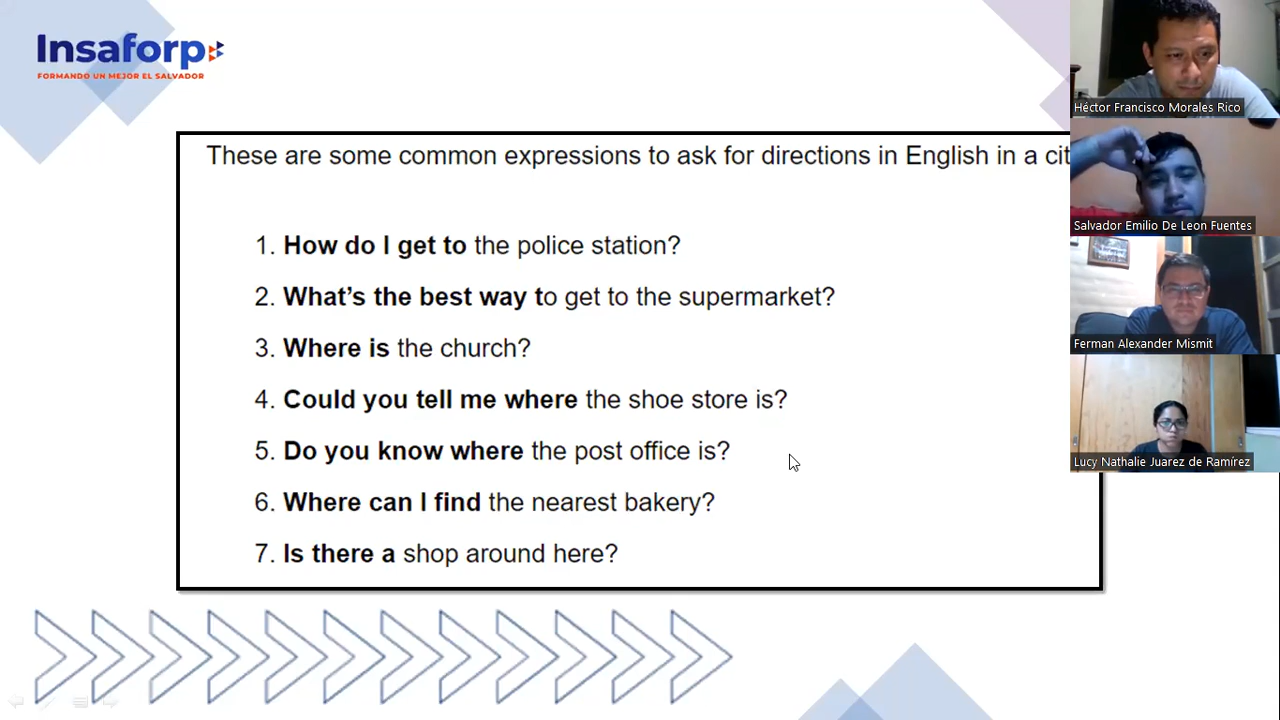 Insaforp
FORMANDO UN MEJOR EL SALVADOR
These are some common expressions to ask for directions in English in a cit
1. How do I get to the police station?
2. What's the best way to get to the supermarket?
3. Where is the church?
4. Could you tell me where the shoe store is?
5. Do you know where the post office is?
6. Where can I find the nearest bakery?
7. Is there a shop around here?
Héctor Francisco Morales Rico
Salvador Emilio De Leon Fuentes
Ferman Alexander Mismit
Lucy Nathalie Juarez de Ramírez